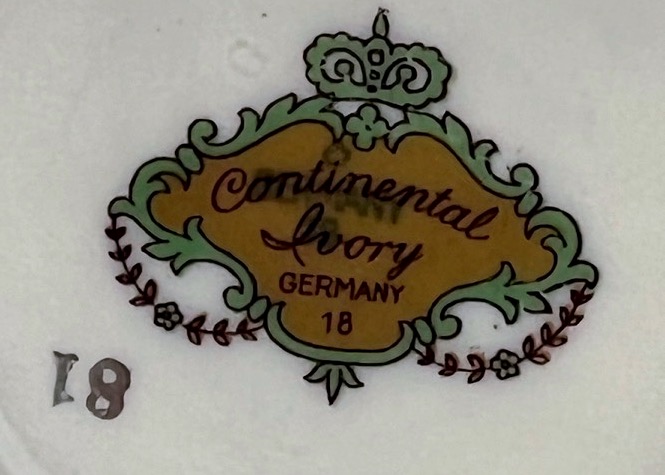 Continental
Ivory
GERMANY
18
18